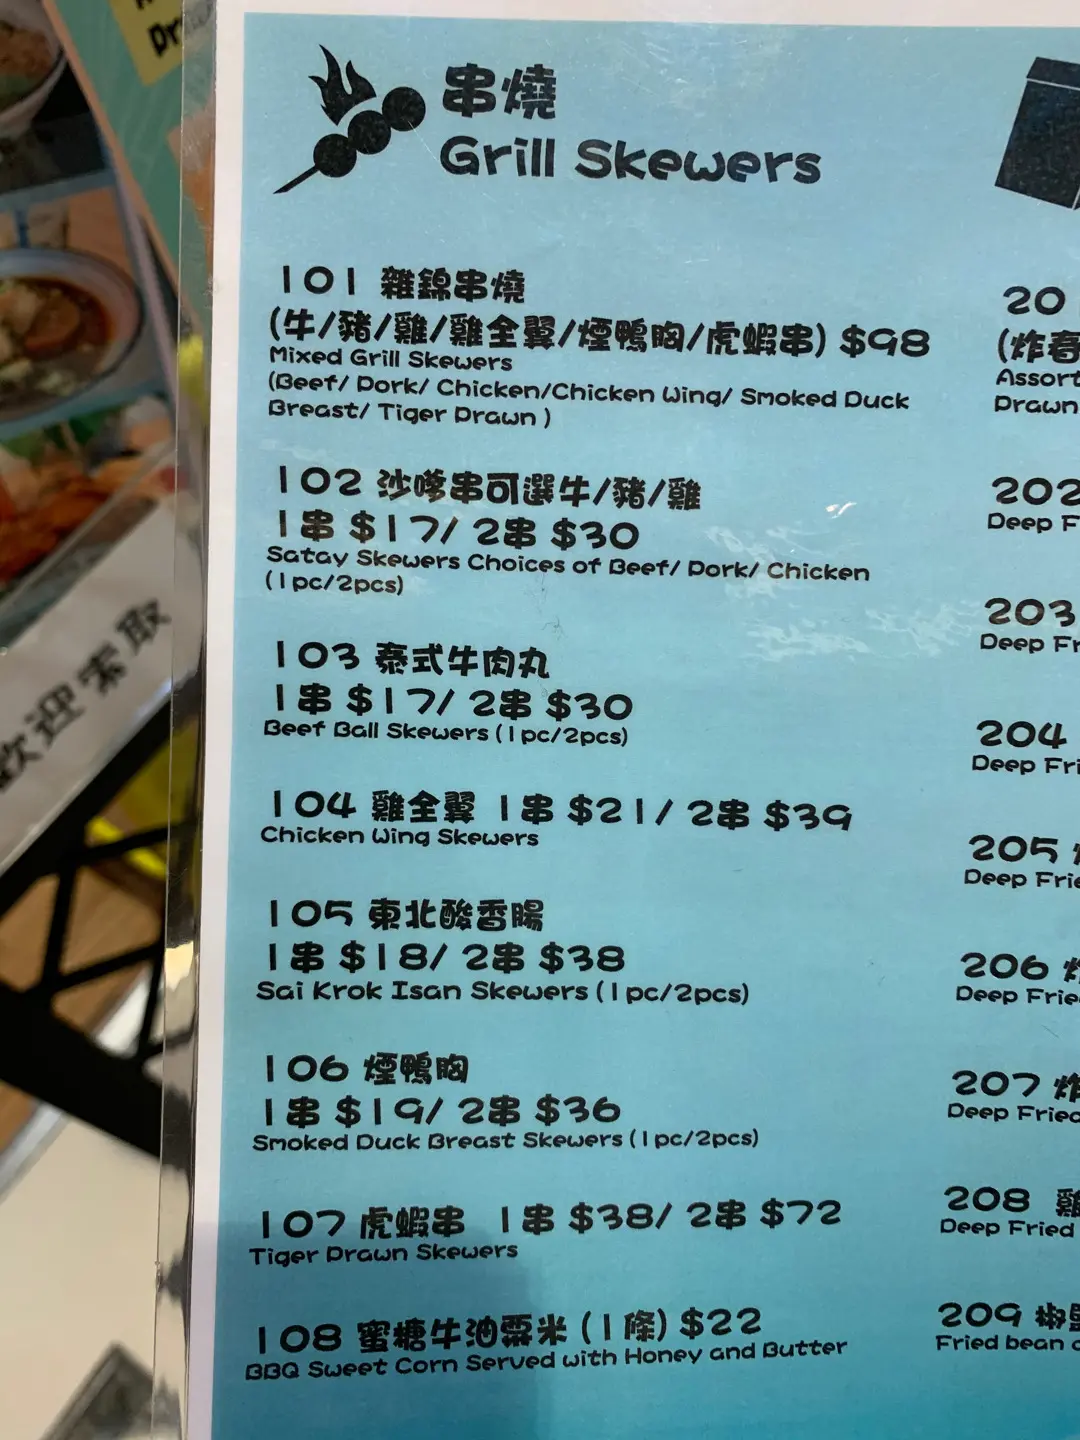 串燒
Grill Skewers
101 雜錦串燒
(牛/豬/雞/雞全翼/煙鴨胸/虎蝦串) $98
Mixed Grill Skewers
(Beef/ Pork/ Chicken/Chicken Wing/ Smoked Duck
Breast/ Tiger Prawn )
102 沙嗲串可選牛/豬/雞
1串 $17/ 2串 $30
Satay Skewers Choices of Beef/ Pork/ Chicken
(1pc/2pcs)
103 泰式牛肉丸
1串 $17/ 2串 $30
Beef Ball Skewers (1pc/2pcs)
104 雞全翼 1串 $21/ 2串 $39
Chicken Wing Skewers
105 東北酸香腸
1串 $18/ 2串 $38
Sai Krok Isan Skewers (1pc/2pcs)
106 煙鴨胸
1串 $19/ 2串 $36
Smoked Duck Breast Skewers (1pc/2pcs)
107 虎蝦串 1串 $38/ 2串 $72
Tiger Prawn Skewers
108 蜜糖牛油粟米 (1條) $22
BBQ Sweet Corn Served with Honey and Butter
20
(炸春
Assort
Prawn
202
Deep F
203
Deep Fr
204
Deep Fri
205
Deep Frie
206 炸
Deep Frie
207 炸
Deep Fried
208 雞
Deep Fried
209 椒鹽
Fried bean
歡迎索取